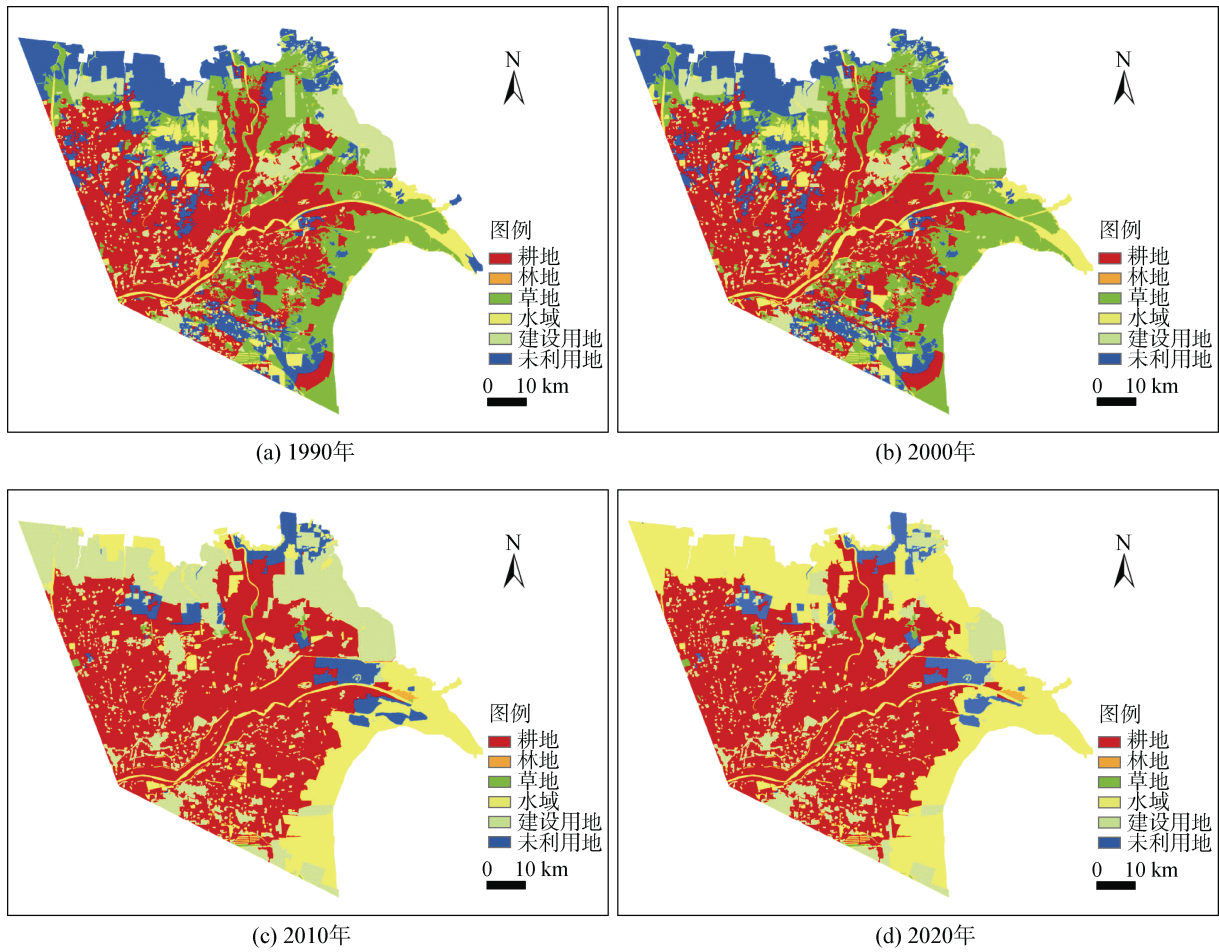 N
图例
耕地
林地
草地
水域
建设用地
未利用地
0 10 km
(a) 1990年
N
图例
耕地
林地
草地
水域
建设用地
未利用地
0 10 km
(b) 2000年
N
图例
耕地
林地
草地
水域
建设用地
未利用地
0 10 km
(c) 2010年
N
图例
耕地
林地
草地
水域
建设用地
未利用地
0 10 km
(d) 2020年